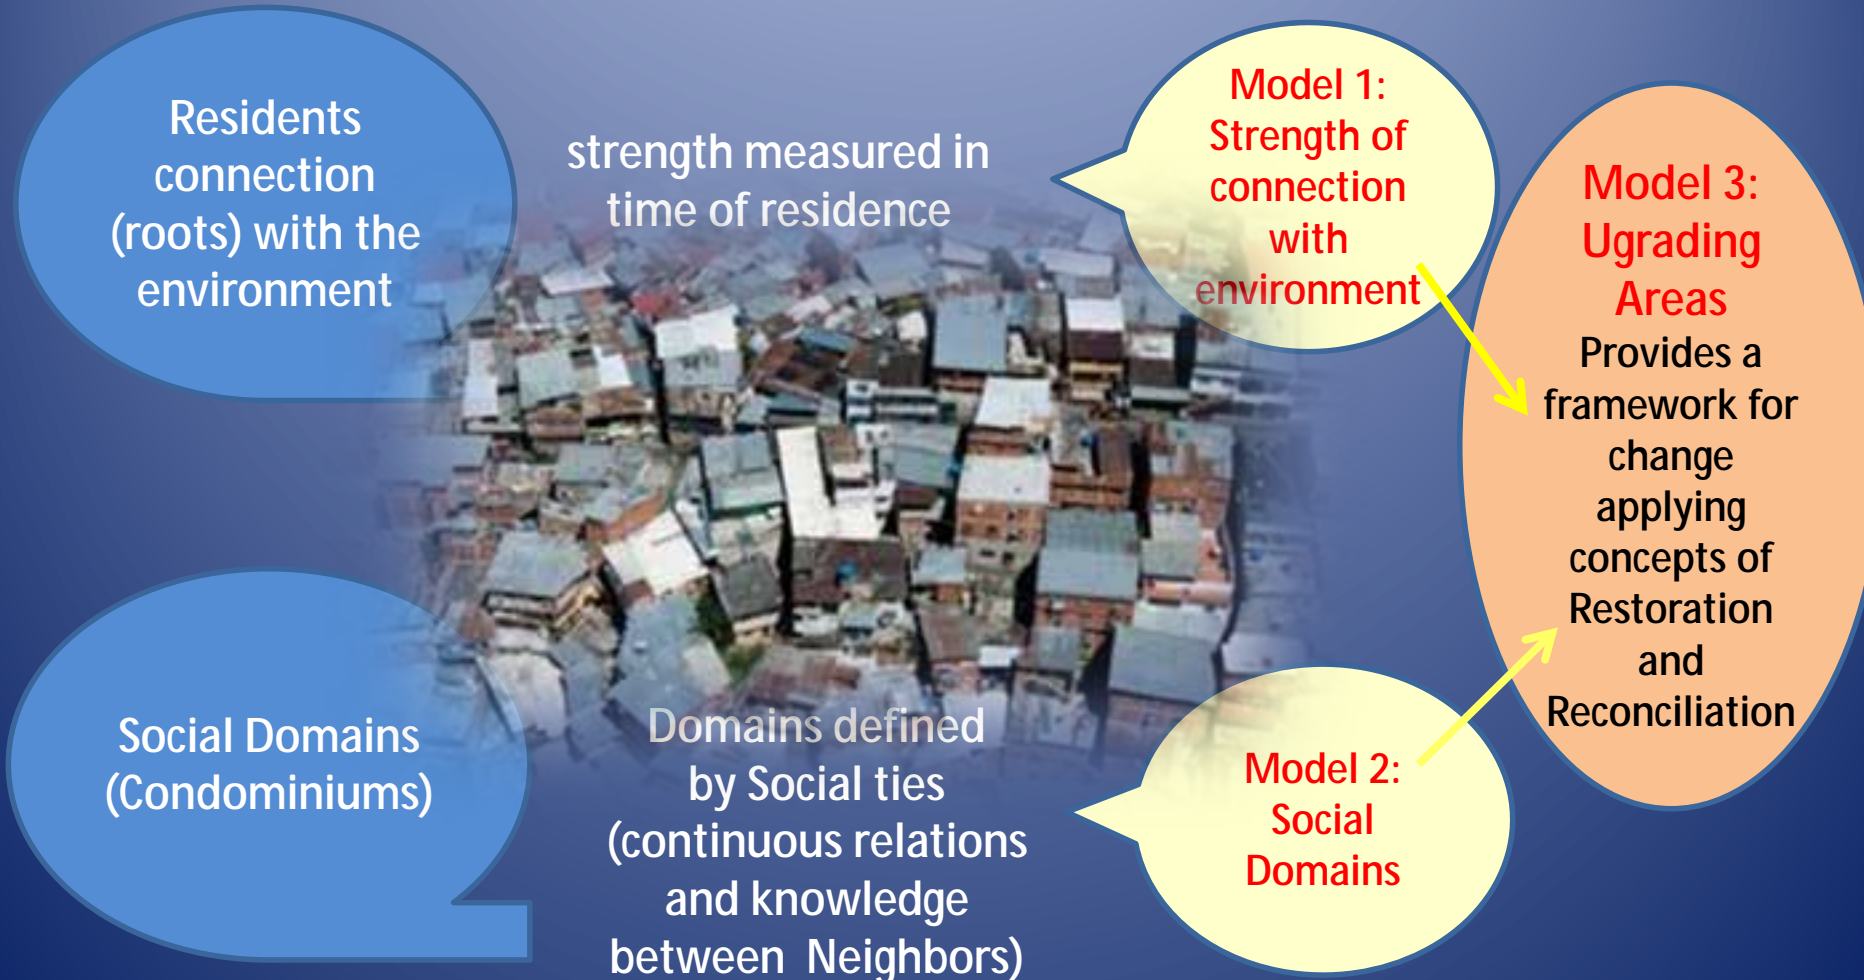 Residents
connection
(roots) with the
environment
strength measured in
time of residence
Model 1:
Strength of
connection
with
environment
Model 3:
Ugrading
Areas
Provides a
framework for
change
applying
concepts of
Restoration
and
Reconciliation
Social Domains
(Condominiums)
Domains defined
by Social ties
(continuous relations
and knowledge
between Neighbors)
Model 2:
Social
Domains